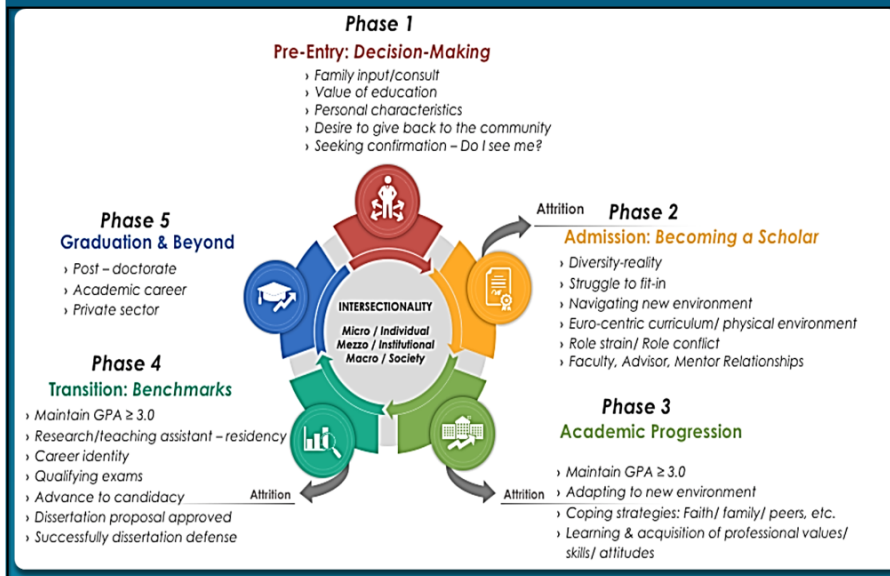 Phase 1
Pre-Entry: Decision-Making
› Family input/consult
› Value of education
› Personal characteristics
› Desire to give back to the community
› Seeking confirmation – Do I see me?
Attrition
Phase 2
Admission: Becoming a Scholar
› Diversity-reality
› Struggle to fit-in
› Navigating new environment
› Euro-centric curriculum/ physical environment
› Role strain/ Role conflict
› Faculty, Advisor, Mentor Relationships
Phase 3
Academic Progression
› Maintain GPA ≥ 3.0
› Adapting to new environment
› Coping strategies: Faith/ family/ peers, etc.
› Learning & acquisition of professional values/
skills/ attitudes
Attrition
Phase 4
Transition: Benchmarks
› Maintain GPA ≥ 3.0
› Research/teaching assistant – residency
› Career identity
› Qualifying exams
› Advance to candidacy
› Dissertation proposal approved
› Successfully dissertation defense
Attrition
Phase 5
Graduation & Beyond
› Post – doctorate
› Academic career
› Private sector
INTERSECTIONALITY
Micro / Individual
Mezzo / Institutional
Macro / Society